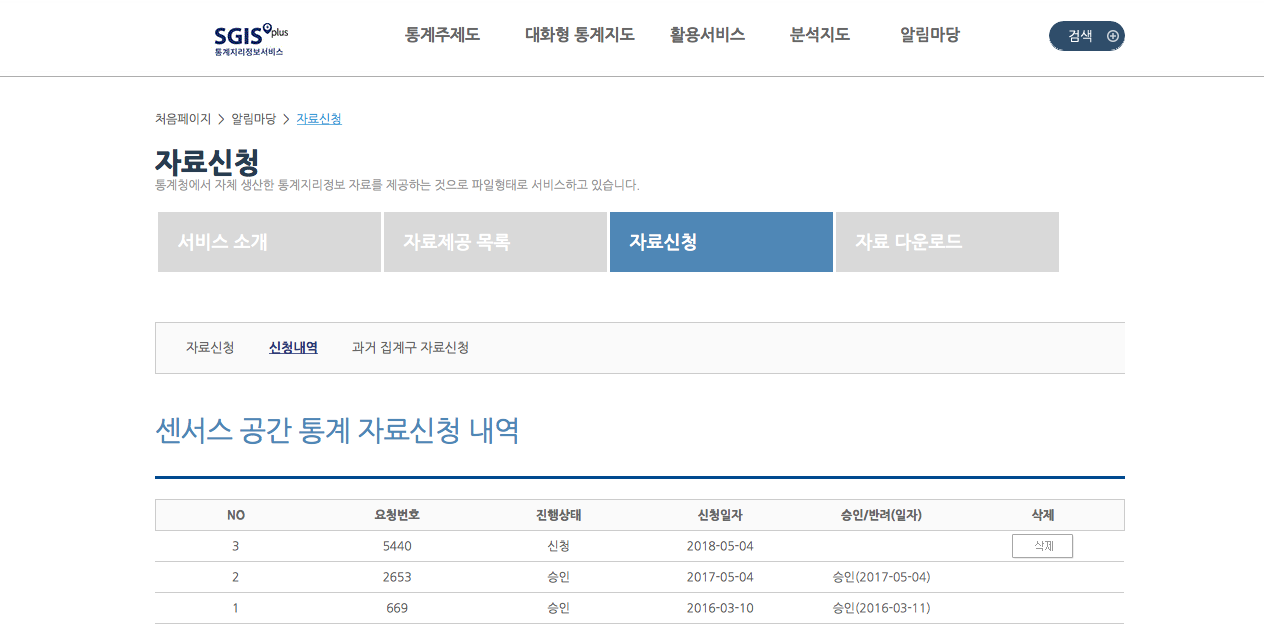 SGIS plus
통계지리정보서비스
통계주제도 대화형 통계지도 활용서비스 분석지도 알림마당 검색
처음페이지 > 알림마당 > 자료신청
자료신청
통계청에서 자체 생산한 통계지리정보 자료를 제공하는 것으로 파일형태로 서비스하고 있습니다.
서비스 소개 자료제공 목록 자료신청 자료 다운로드
자료신청 신청내역 과거 집계구 자료신청
센서스 공간 통계 자료신청 내역
NO 요청번호 진행상태 신청일자 승인/반려(일자) 삭제
3 5440 신청 2018-05-04 삭제
2 2653 승인 2017-05-04 승인(2017-05-04)
1 669 승인 2016-03-10 승인(2016-03-11)